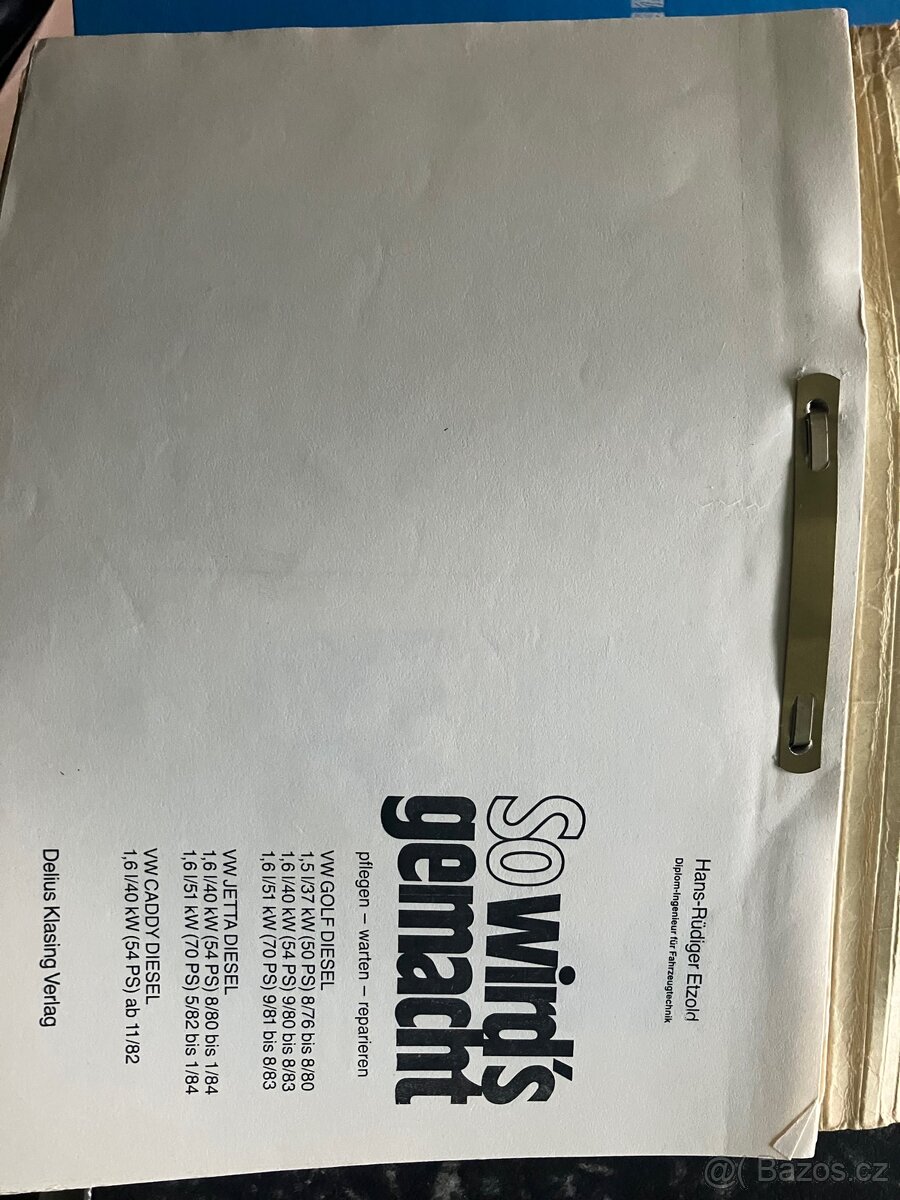 Hans-Rüdiger Etzold
Diplom-Ingenieur für Fahrzeugtechnik
So wird's
gemacht
pflegen – warten – reparieren
VW GOLF DIESEL
1,5 l/37 kW (50 PS) 8/76 bis 8/80
1,6 l/40 kW (54 PS) 9/80 bis 8/83
1,6 l/51 kW (70 PS) 9/81 bis 8/83
VW JETTA DIESEL
1,6 l/40 kW (54 PS) 8/80 bis 1/84
1,6 l/51 kW (70 PS) 5/82 bis 1/84
VW CADDY DIESEL
1,6 l/40 kW (54 PS) ab 11/82
Delius Klasing Verlag
@( Bazos.cz